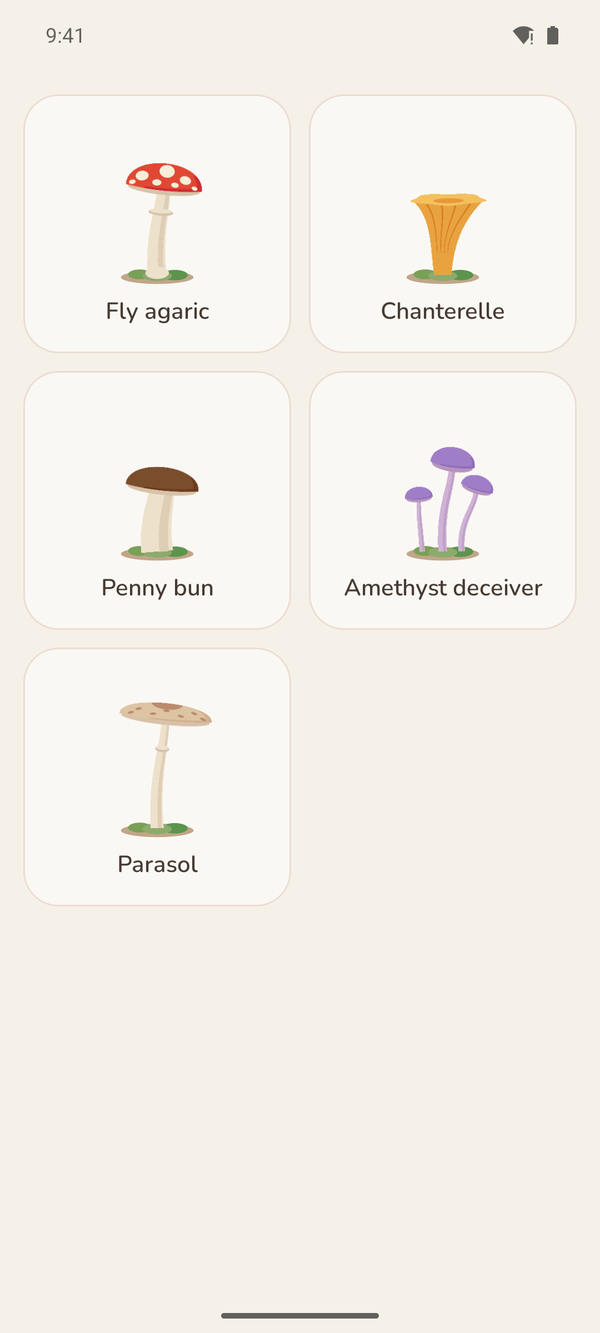 9:41
Fly agaric
Chanterelle
Penny bun
Amethyst deceiver
Parasol